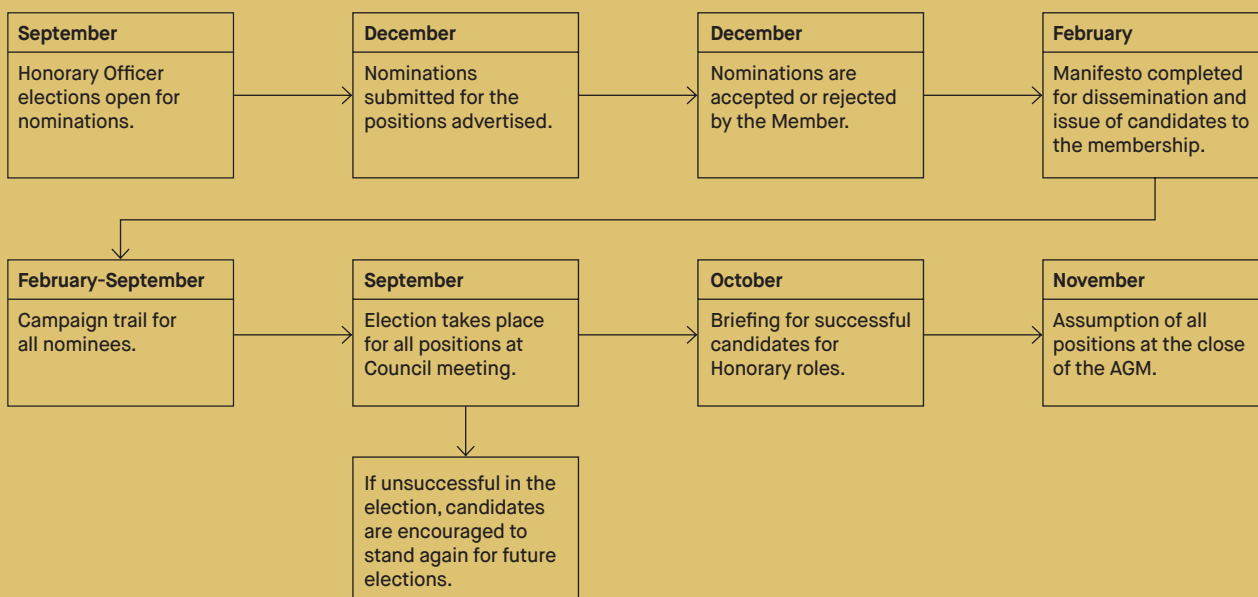 September
Honorary Officer
elections open for
nominations.
December
Nominations
submitted for the
positions advertised.
December
Nominations are
accepted or rejected
by the Member.
February
Manifesto completed
for dissemination and
issue of candidates to
the membership.
February-September
Campaign trail for
all nominees.
September
Election takes place
for all positions at
Council meeting.
October
Briefing for successful
candidates for
Honorary roles.
November
Assumption of all
positions at the close
of the AGM.
If unsuccessful in the
election, candidates
are encouraged to
stand again for future
elections.